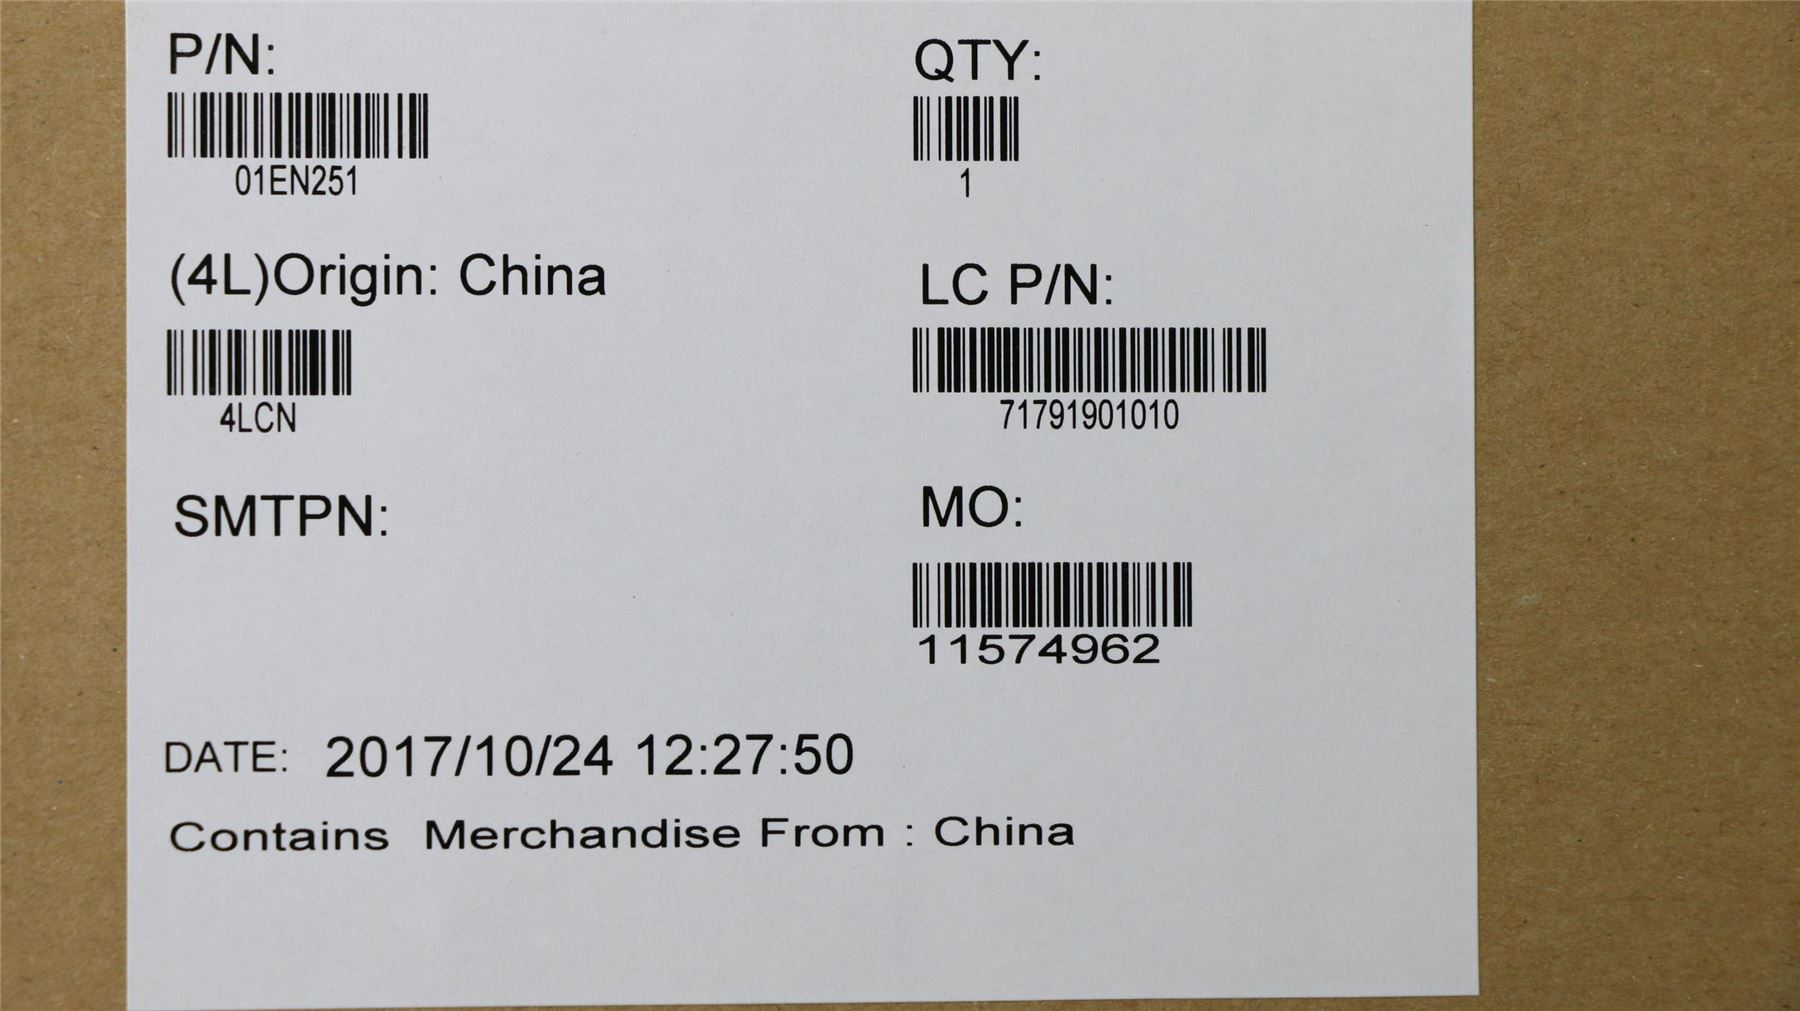 P/N:
01EN251
QTY:
1
(4L)Origin: China
4LCN
LC P/N:
71791901010
SMTPN:
MO:
11574962
DATE: 2017/10/24 12:27:50
Contains Merchandise From : China